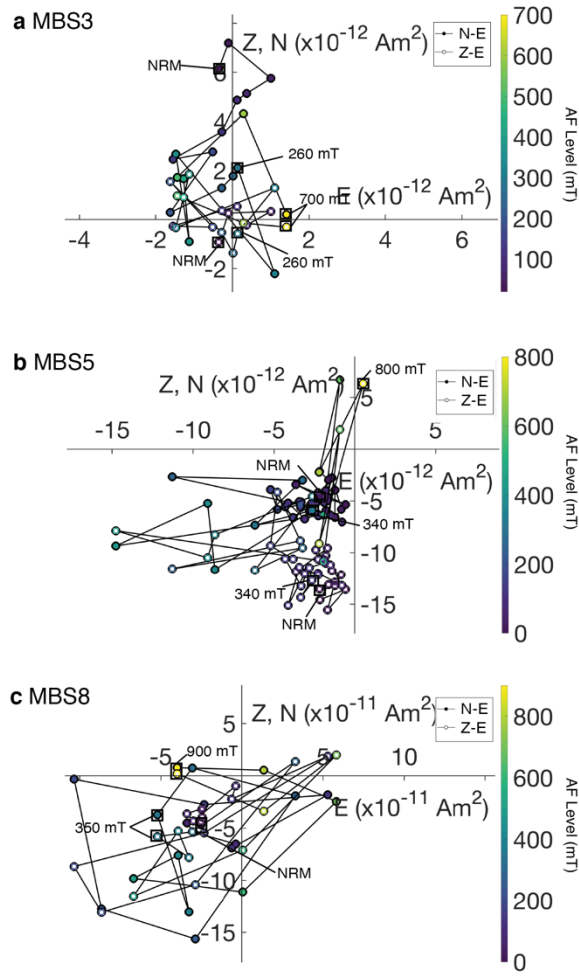 a MBS3
Z, N (x10-12 Am2)
N-E
Z-E
NRM
6
4
2
-2
260 mT
E (x10-12 Am2)
700 mT
-4
-2
0
2
4
6
NRM
260 mT
700
600
500
400
300
200
100
AF Level (mT)
b MBS5
Z, N (x10-12 Am2)
800 mT
N-E
Z-E
5
-15
-10
-5
5
NRM
E (x10-12 Am2)
-5
340 mT
-10
340 mT
-15
NRM
800
600
400
200
0
AF Level (mT)
c MBS8
Z, N (x10-11 Am2)
N-E
Z-E
5
900 mT
-5
5
10
E (x10-11 Am2)
350 mT
-5
NRM
-10
-15
800
600
400
200
0
AF Level (mT)